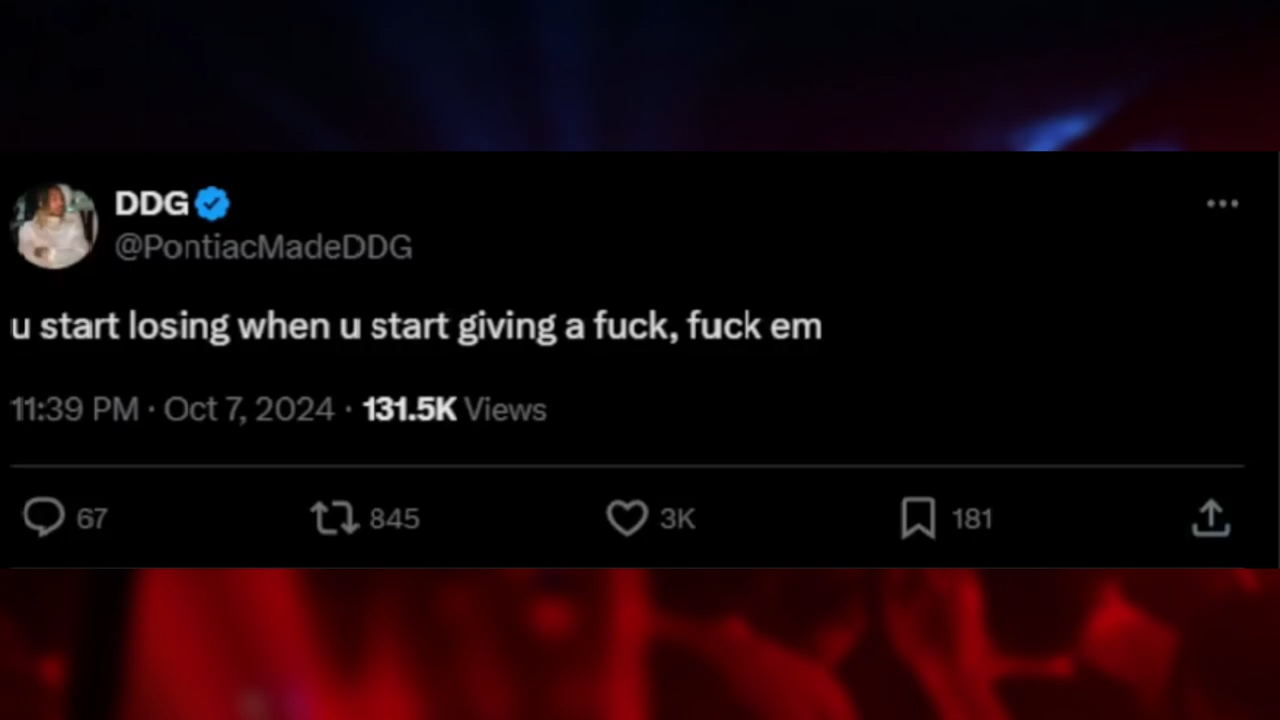 DDG
@PontiacMadeDDG
u start losing when u start giving a fuck, fuck em
11:39 PM · Oct 7, 2024 · 131.5K Views
67 845 3K 181